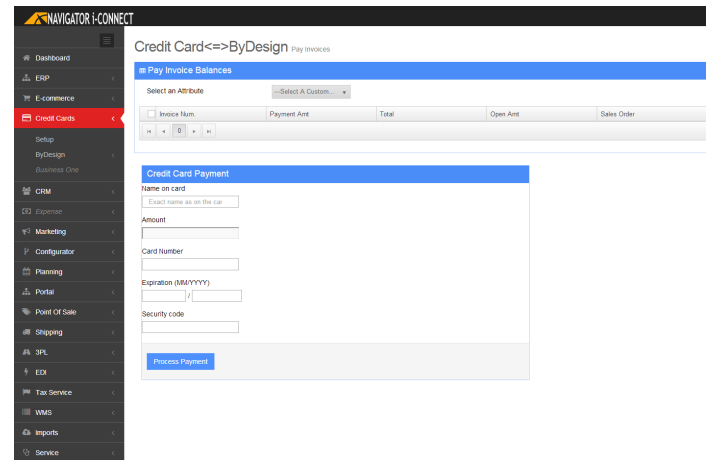 NAVIGATOR i-CONNECT
Dashboard
ERP
E-commerce
Credit Cards
Setup
ByDesign
Business One
CRM
Expense
Marketing
Configurator
Planning
Portal
Point Of Sale
Shipping
3PL
EDI
Tax Service
WMS
Imports
Service
Credit Card<=>ByDesign Pay Invoices
Pay Invoice Balances
Select an Attribute ---Select A Custom...
Invoice Num. Payment Amt Total Open Amt Sales Order
0
Credit Card Payment
Name on card
Exact name as on the car
Amount
Card Number
Expiration (MM/YYYY)
/
Security code
Process Payment